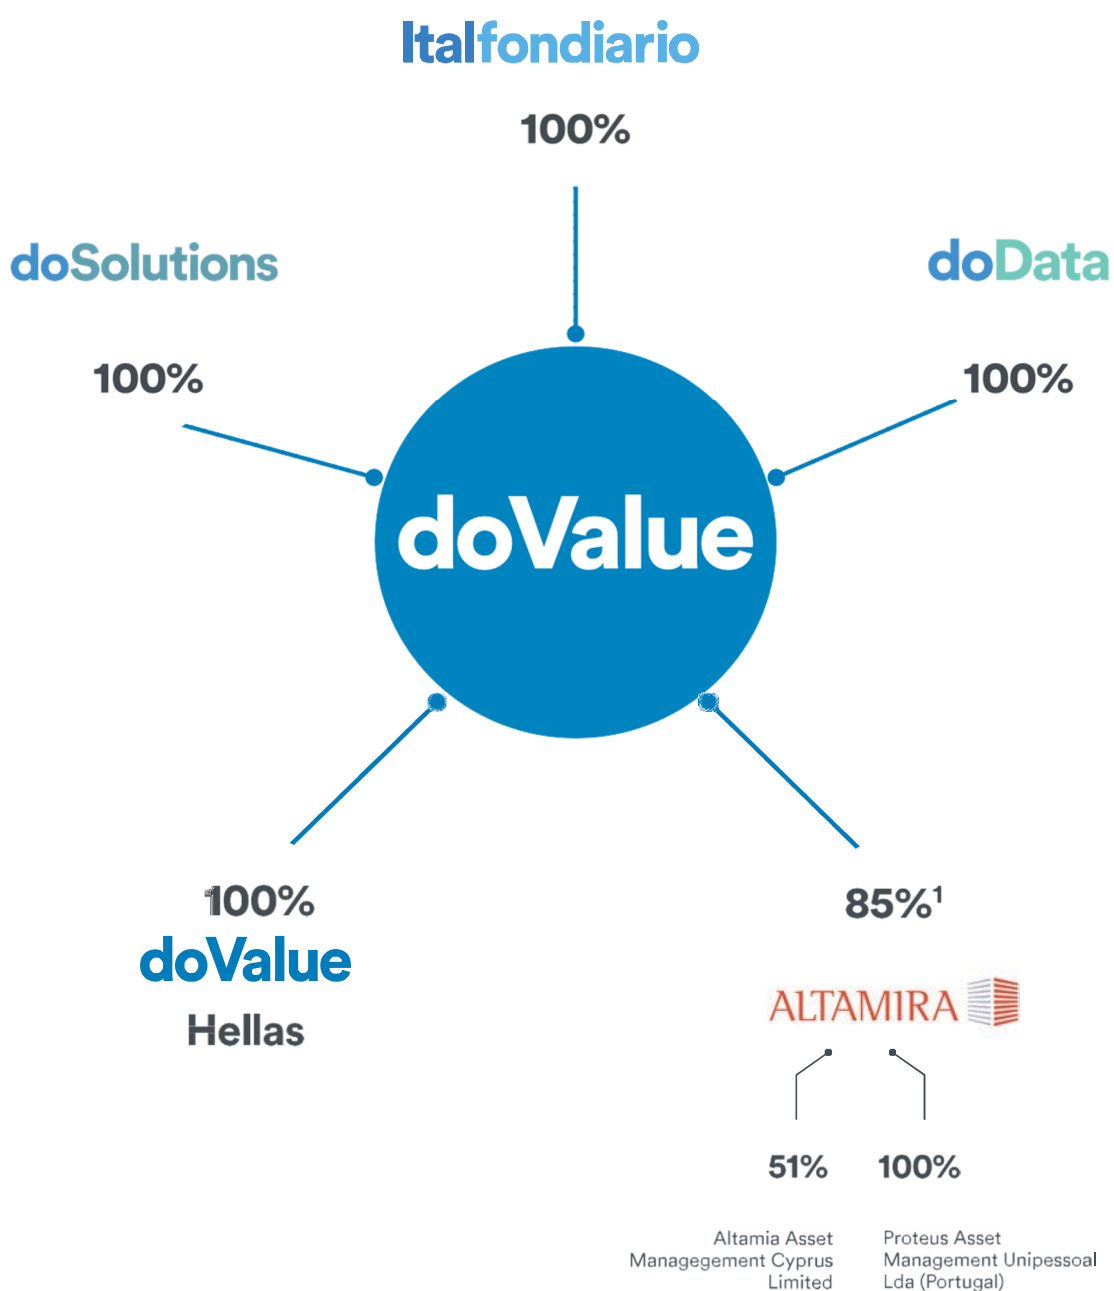 Italfondiario
100%
doSolutions
doData
100%
100%
doValue
100%
doValue
Hellas
85%¹
ALTAMIRA
51%
100%
Altamia Asset
Managegement Cyprus
Limited
Proteus Asset
Management Unipessoal
Lda (Portugal)